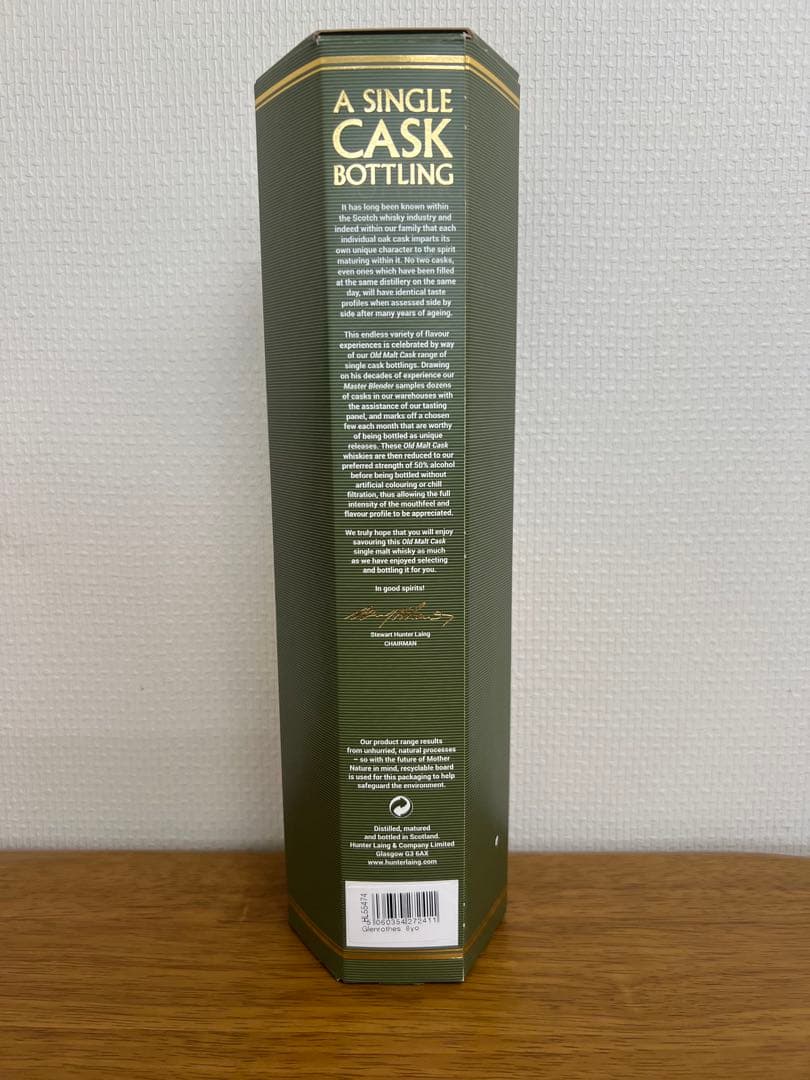 A SINGLE
CASK
BOTTLING
It has long been known within
the Scotch whisky industry and
indeed within our family that each
individual oak cask imparts its
own unique character to the spirit
maturing within it. No two casks,
even ones which have been filled
at the same distillery on the same
day, will have identical taste
profiles when assessed side by
side after many years of ageing.
This endless variety of flavour
experiences is celebrated by way
of our Old Malt Cask range of
single cask bottlings. Drawing
on his decades of experience our
Master Blender samples dozens
of casks in our warehouses with
the assistance of our tasting
panel, and marks off a chosen
few each month that are worthy
of being bottled as unique
releases. These Old Malt Cask
whiskies are then reduced to our
preferred strength of 50% alcohol
before being bottled without
artificial colouring or chill
filtration, thus allowing the full
intensity of the mouthfeel and
flavour profile to be appreciated.
We truly hope that you will enjoy
savouring this Old Malt Cask
single malt whisky as much
as we have enjoyed selecting
and bottling it for you.
In good spirits!
Stewart Hunter Laing
CHAIRMAN
Our product range results
from unhurried, natural processes
– so with the future of Mother
Nature in mind, recyclable board
is used for this packaging to help
safeguard the environment.
Distilled, matured
and bottled in Scotland.
Hunter Laing & Company Limited
Glasgow G3 6AX
www.hunterlaing.com
HL55474
5 060354 272411
Glenrothes 8yo